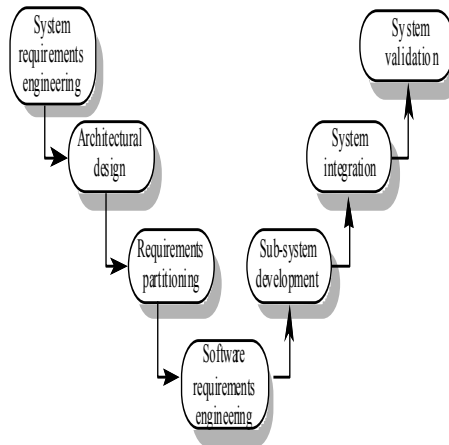 System
requirements
engineering
Architectural
design
Requirements
partitioning
Software
requirements
engineering
Sub-system
development
System
integration
System
validation